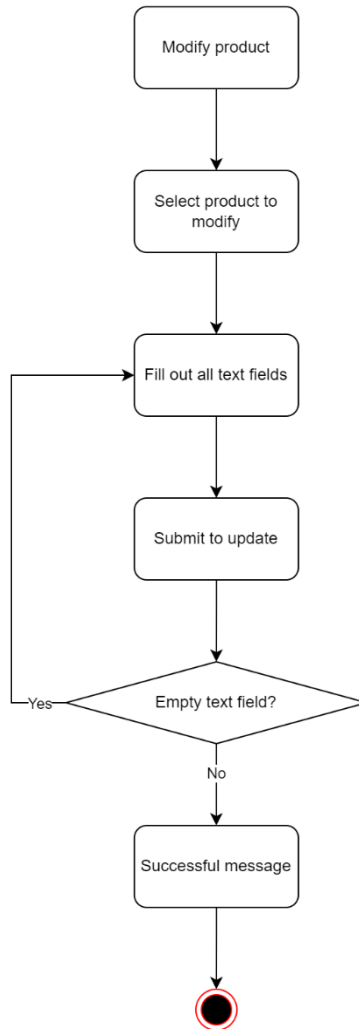 Modify product
Select product to
modify
Fill out all text fields
Submit to update
Empty text field?
Yes
No
Successful message